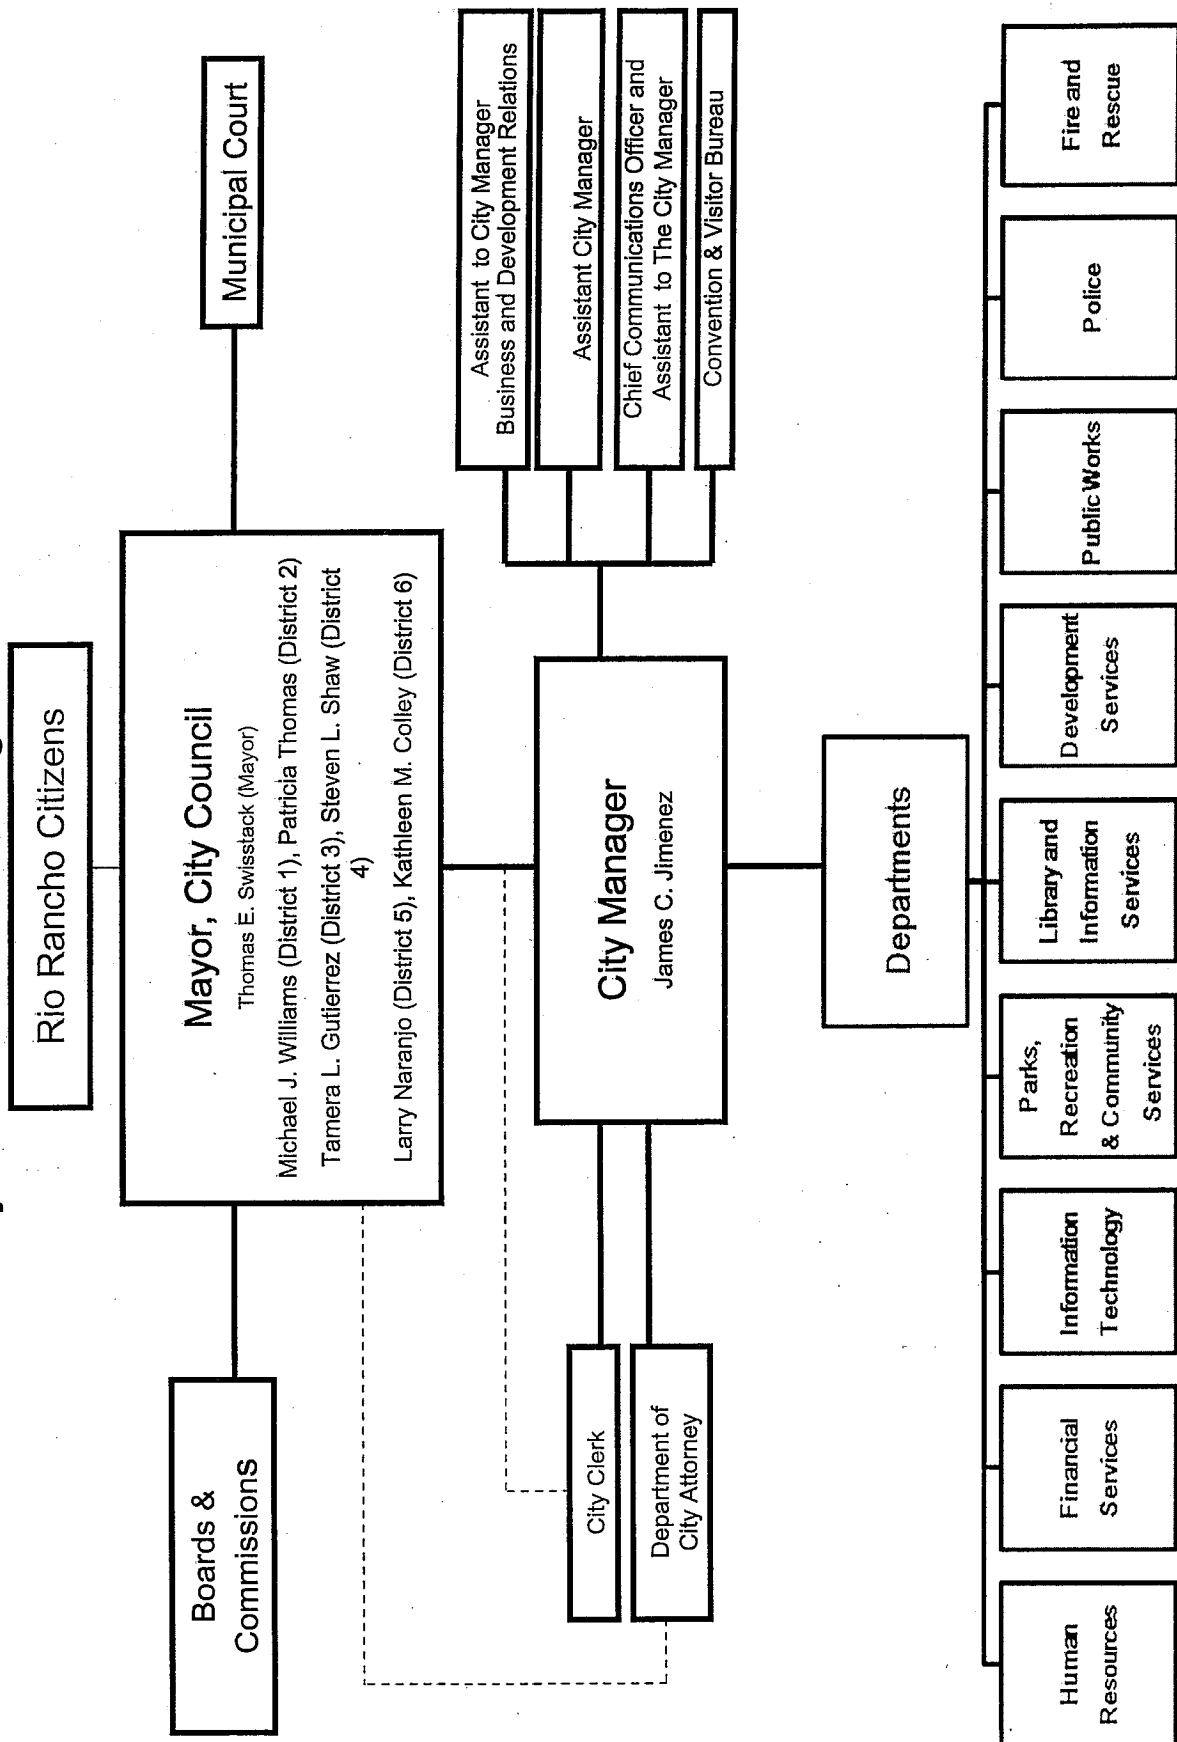 Rio Rancho Citizens
Mayor, City Council
Thomas E. Swisstack (Mayor)
Michael J. Williams (District 1), Patricia Thomas (District 2)
Tamera L. Gutierrez (District 3), Steven L. Shaw (District
4)
Larry Naranjo (District 5), Kathleen M. Colley (District 6)
Boards &
Commissions
Municipal Court
City Manager
James C. Jimenez
City Clerk
Department of
City Attorney
Assistant to City Manager
Business and Development Relations
Assistant City Manager
Chief Communications Officer and
Assistant to The City Manager
Convention & Visitor Bureau
Departments
Human
Resources
Financial
Services
Information
Technology
Parks,
Recreation
& Community
Services
Library and
Information
Services
Development
Services
Public Works
Police
Fire and
Rescue